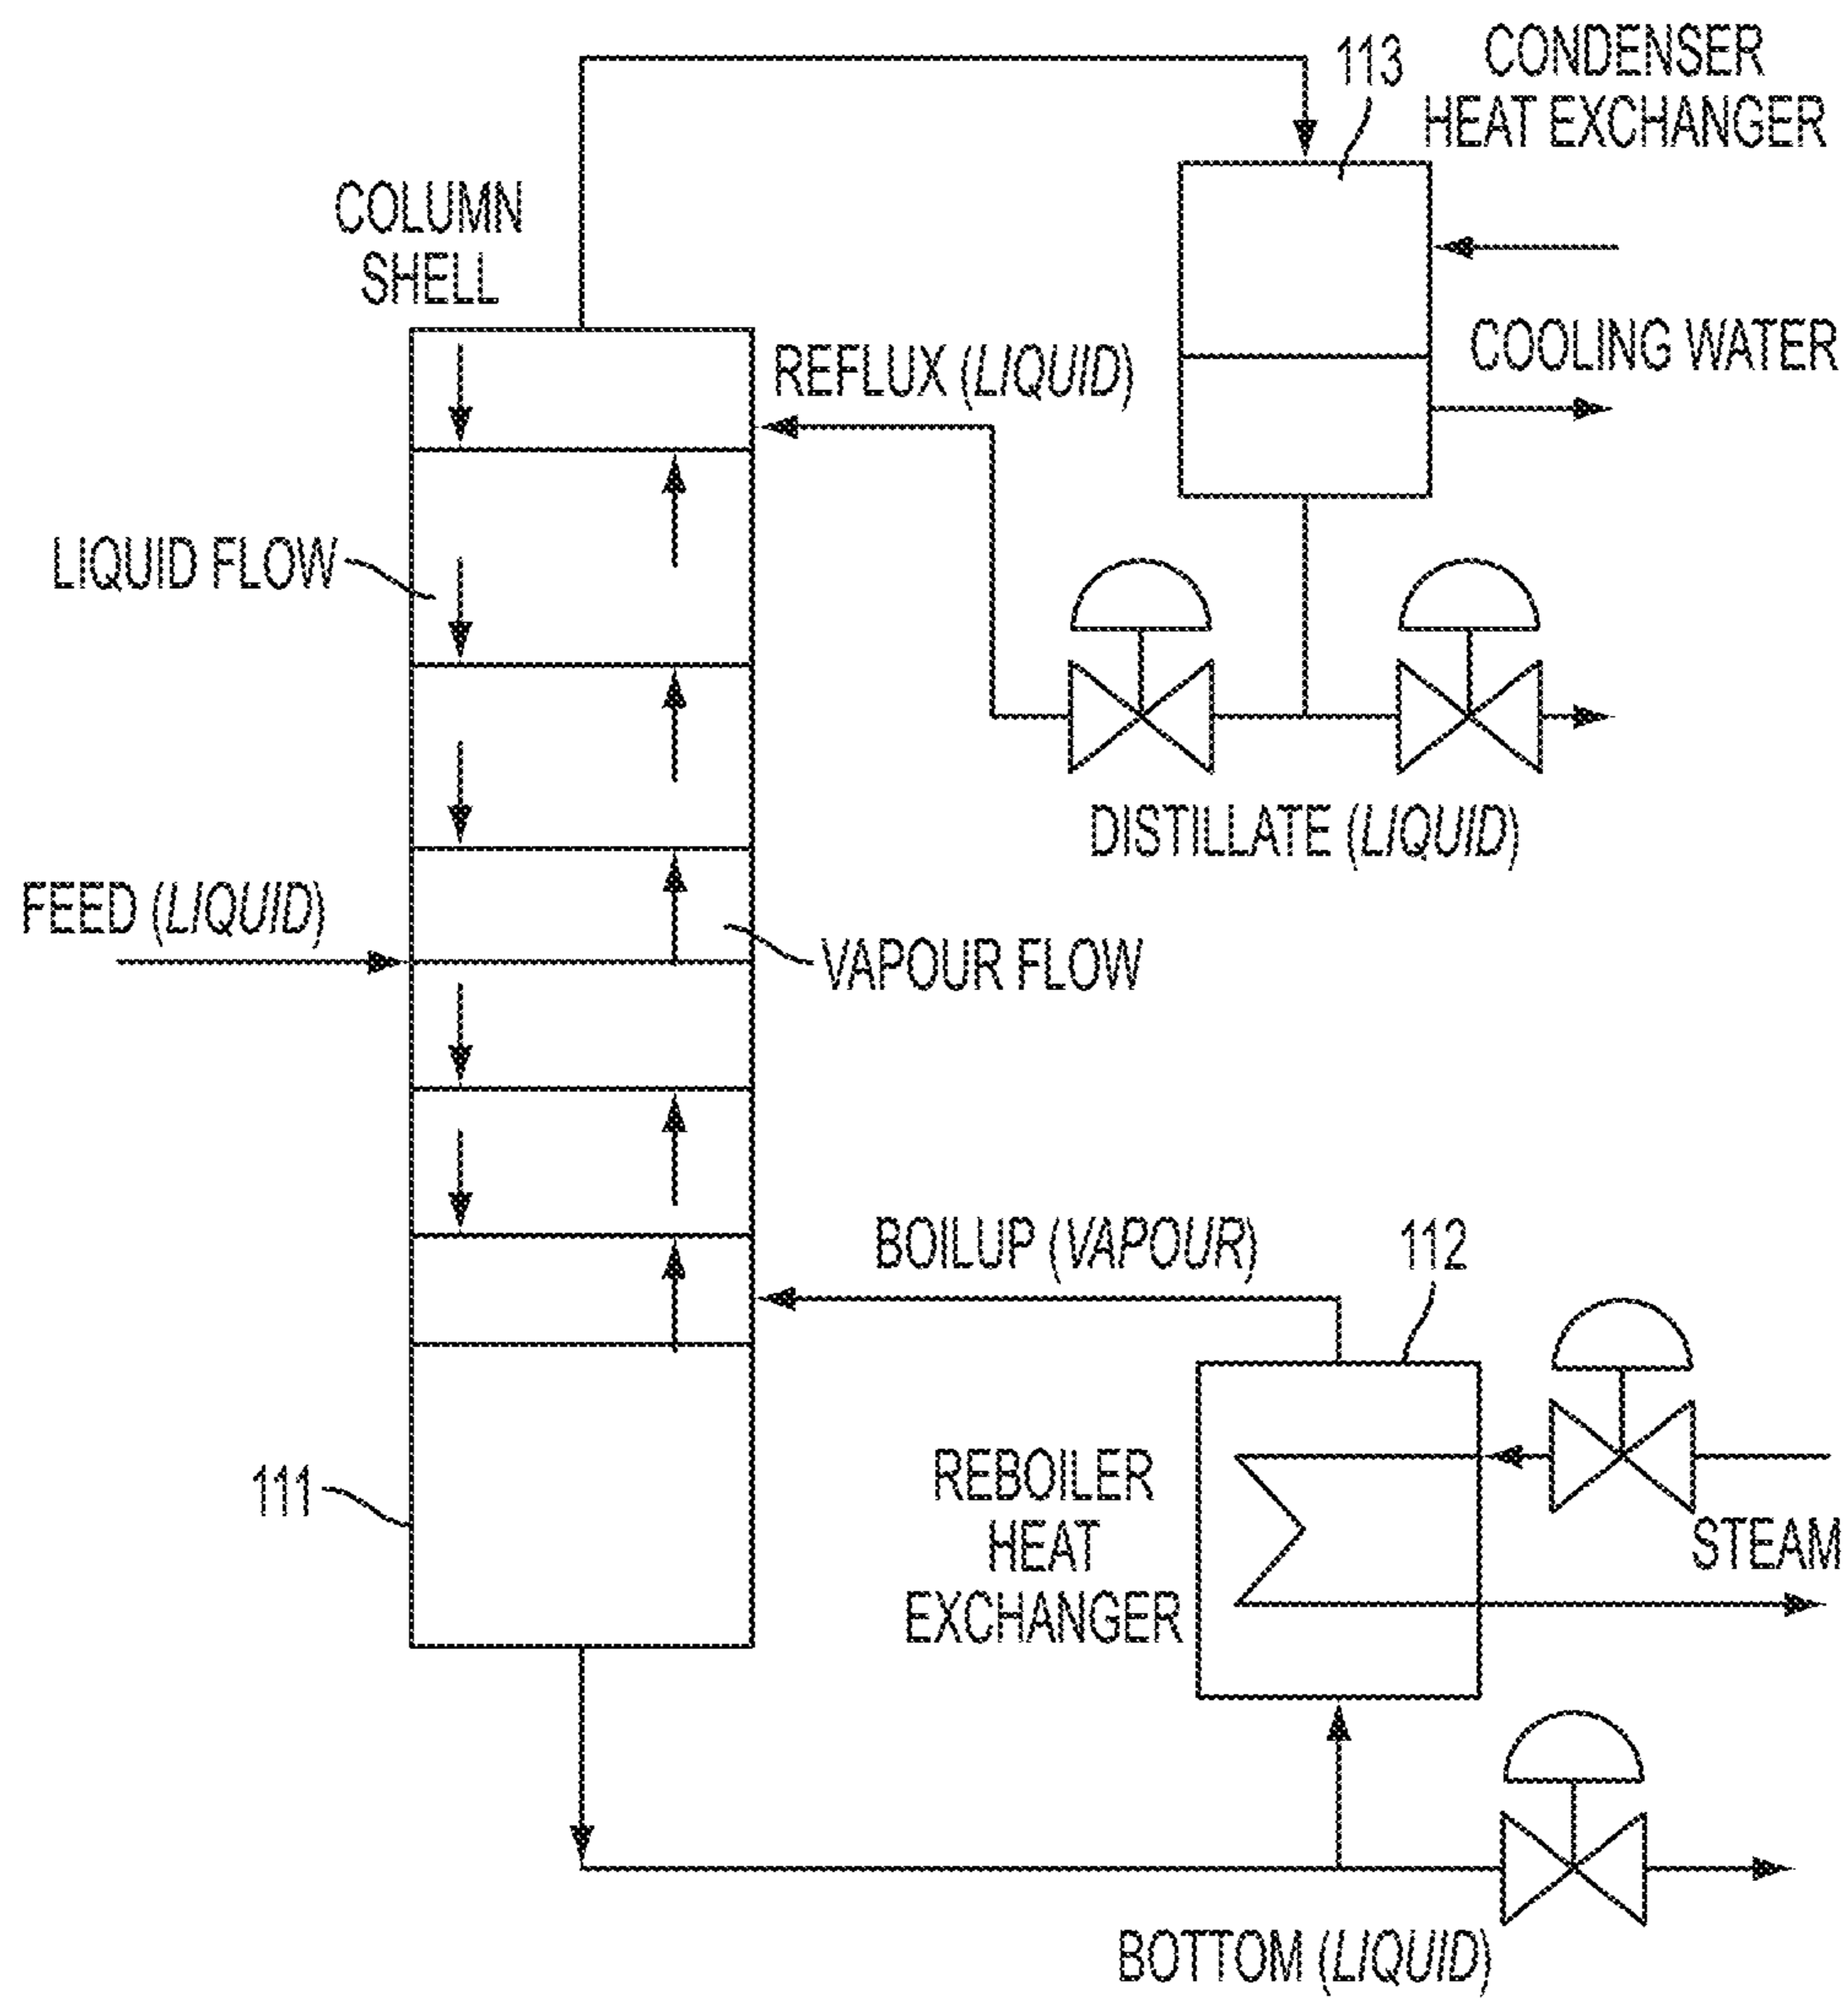 113
CONDENSER
HEAT EXCHANGER
COLUMN
SHELL
COOLING WATER
REFLUX (LIQUID)
LIQUID FLOW
DISTILLATE (LIQUID)
FEED (LIQUID)
VAPOUR FLOW
BOILUP (VAPOUR)
112
111
REBOILER
HEAT
EXCHANGER
STEAM
BOTTOM (LIQUID)